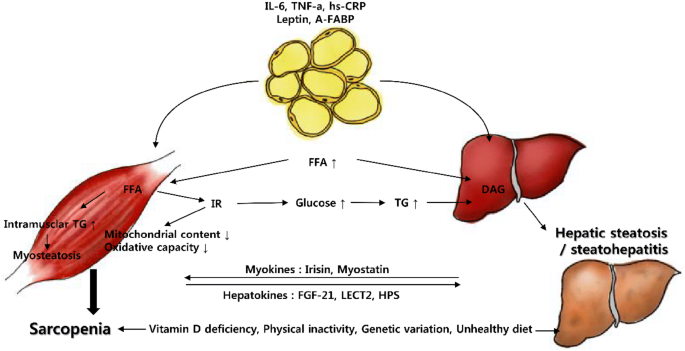 IL-6, TNF-a, hs-CRP
Leptin, A-FABP
FFA ↑
FFA
DAG
IR
Glucose ↑
TG ↑
Intramusclar TG ↑
Mitochondrial content ↓
Oxidative capacity ↓
Myosteatosis
Hepatic steatosis
/ steatohepatitis
Myokines : Irisin, Myostatin
Hepatokines : FGF-21, LECT2, HPS
Sarcopenia
Vitamin D deficiency, Physical inactivity, Genetic variation, Unhealthy diet